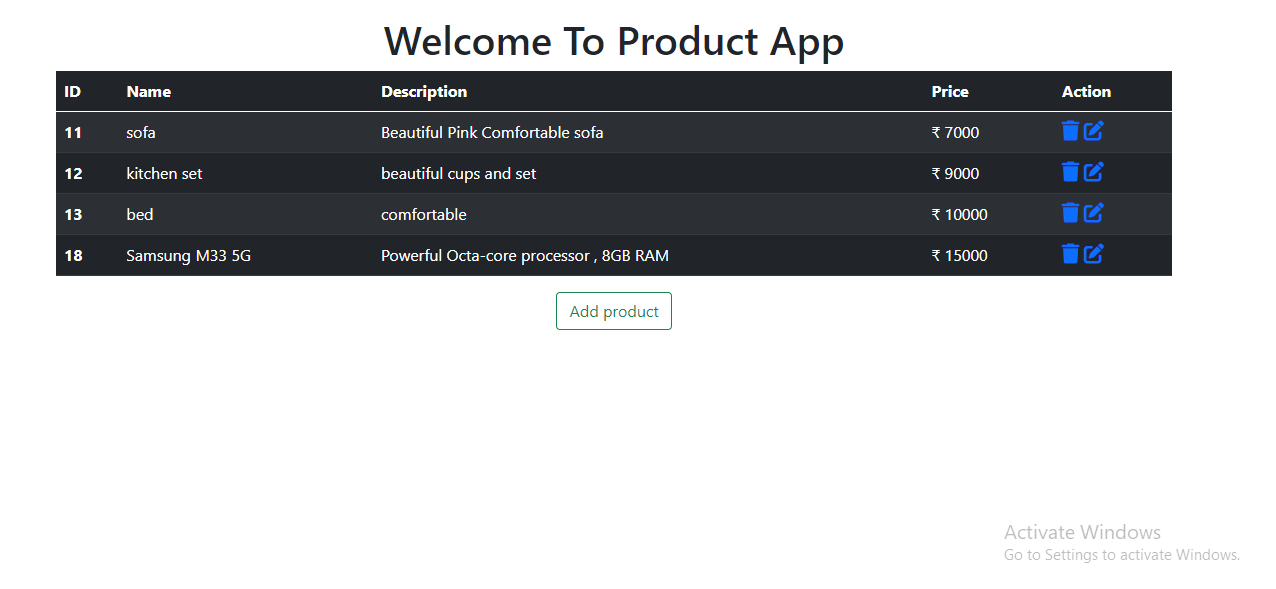 Welcome To Product App
ID Name Description Price Action
11 sofa Beautiful Pink Comfortable sofa ₹ 7000
12 kitchen set beautiful cups and set ₹ 9000
13 bed comfortable ₹ 10000
18 Samsung M33 5G Powerful Octa-core processor , 8GB RAM ₹ 15000
Add product
Activate Windows
Go to Settings to activate Windows.